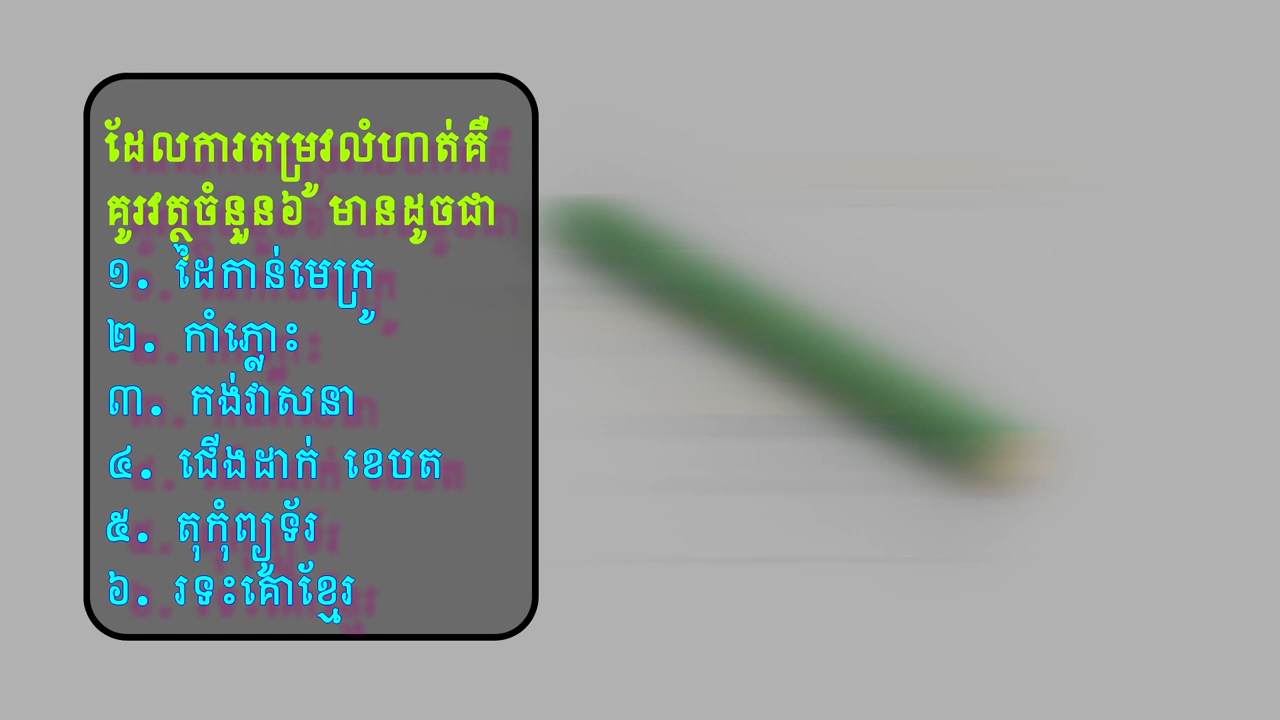 ដែលការតម្រូវលំហាត់គឺ
គូរវត្ថុចំនួន៦ មានដូចជា
១. ដៃកាន់មេក្រូ
២. កាំភ្លោះ
៣. កង់វាសនា
៤. ជើងដាក់ ខេបត
៥. តុកុំព្យូទ័រ
៦. រទះគោខ្មែរ